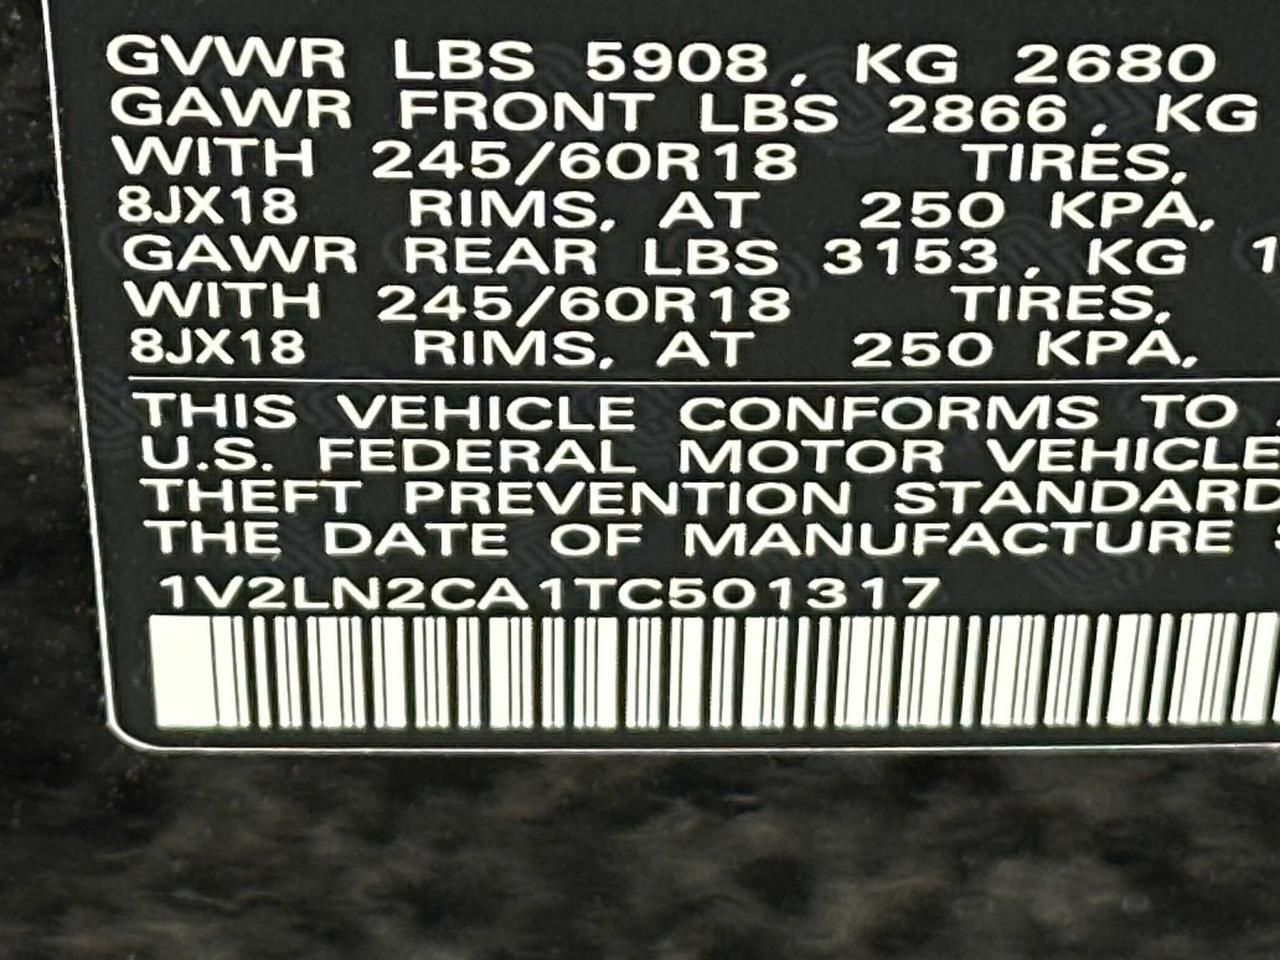 GVWR LBS 5908, KG 2680
GAWR FRONT LBS 2866, KG
WITH 245/60R18 TIRES,
8JX18 RIMS, AT 250 KPA,
GAWR REAR LBS 3153, KG 1
WITH 245/60R18 TIRES,
8JX18 RIMS, AT 250 KPA,
THIS VEHICLE CONFORMS TO
U.S. FEDERAL MOTOR VEHICLE
THEFT PREVENTION STANDARD
THE DATE OF MANUFACTURE
1V2LN2CA1TC501317